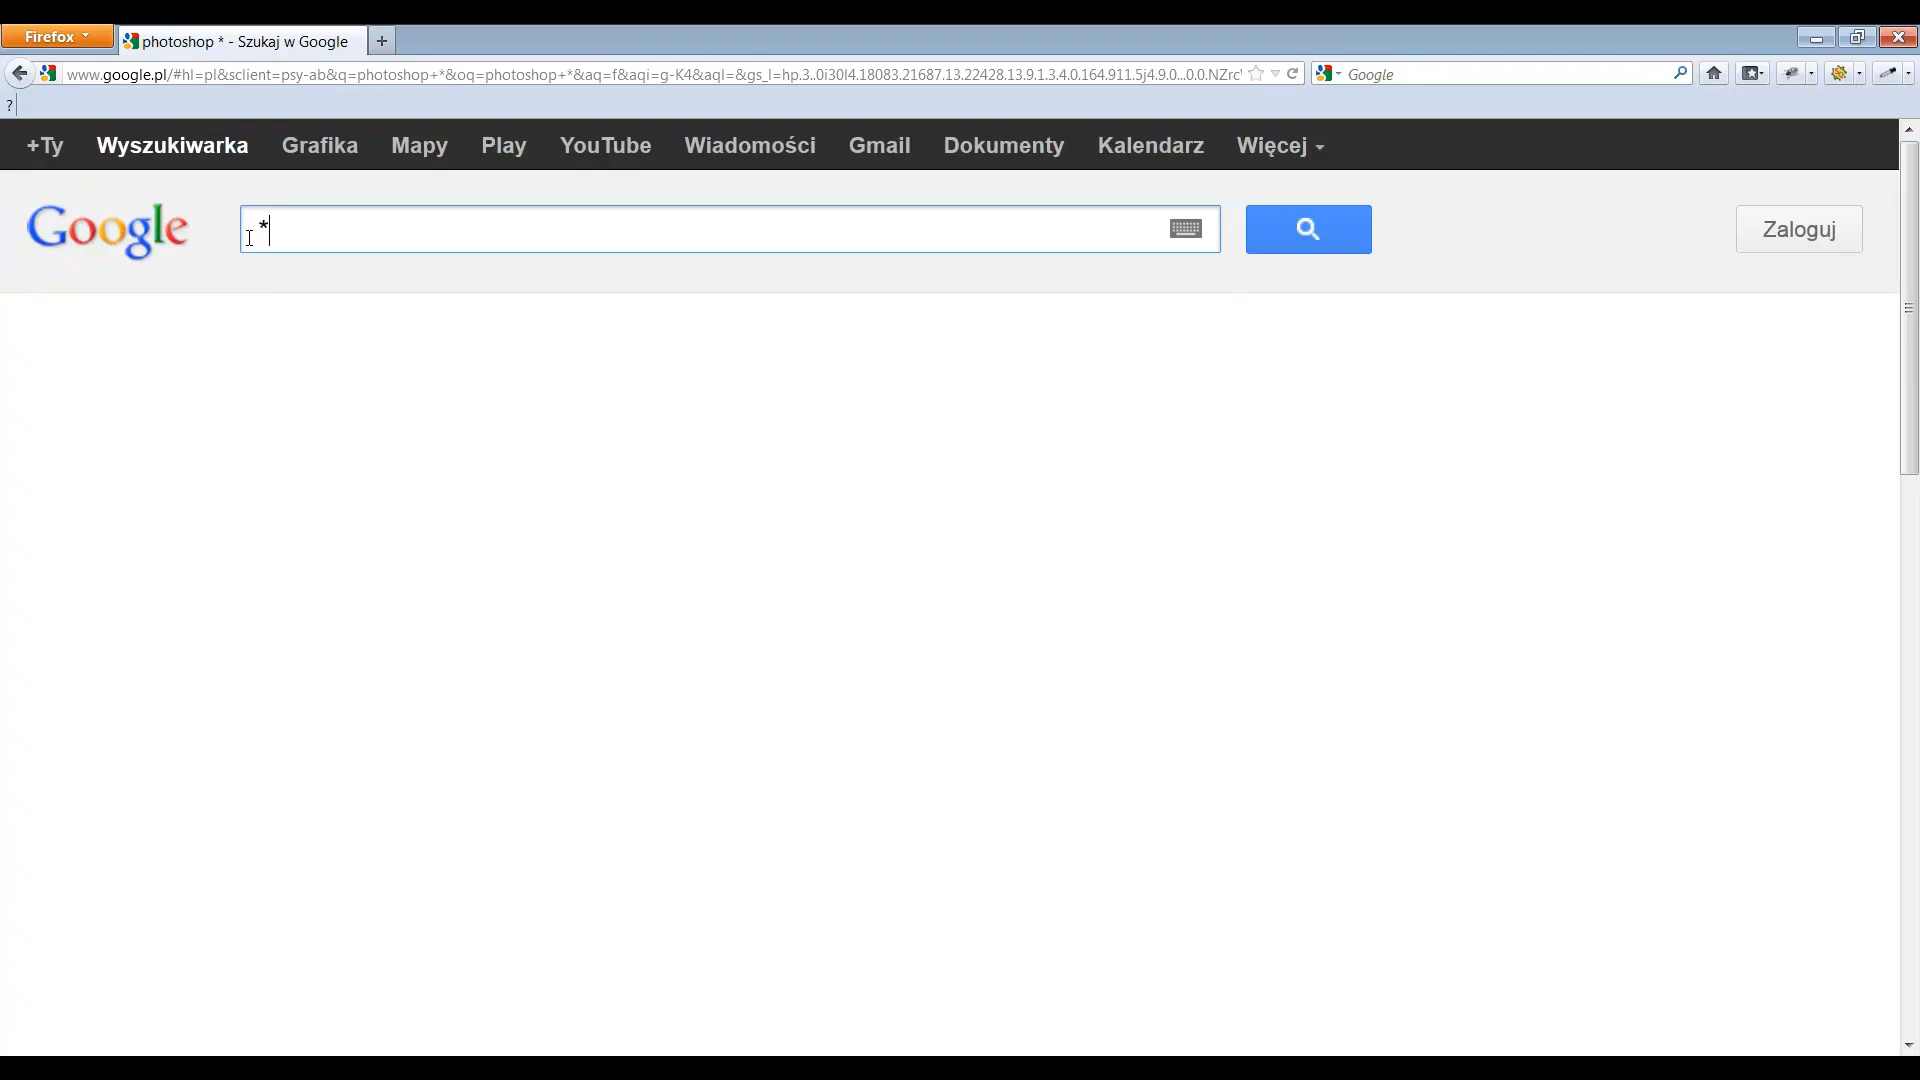 Firefox
photoshop * - Szukaj w Google
www.google.pl/#hl=pl&sclient=psy-ab&q=photoshop+*&oq=photoshop+*&aq=f&aqi=g-K4&aql=&gs_l=hp.3..0i30l4.18083.21687.13.22428.13.9.1.3.4.0.164.911.5j4.9.0...0.0.NZrc
Google
?
+Ty Wyszukiwarka Grafika Mapy Play YouTube Wiadomości Gmail Dokumenty Kalendarz Więcej
Google
*
Zaloguj